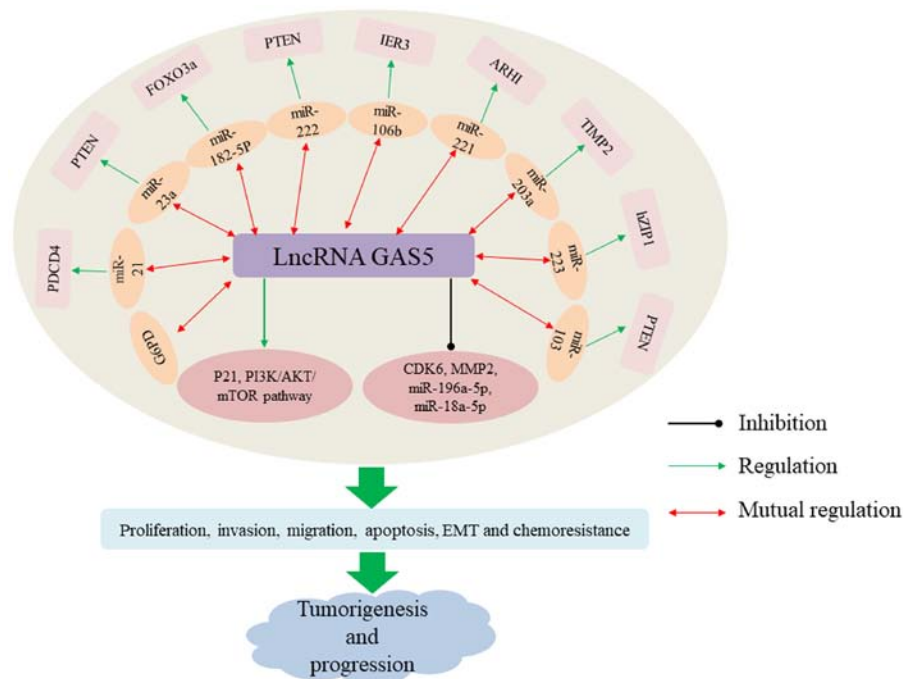 PTEN
IER3
FOXO3a
ARHI
miR-
222
miR-
106b
TIMP2
PTEN
miR-
182-5P
miR-
221
miR-
23a
miR-
203a
hZIP1
PDCD4
miR-
21
LncRNA GAS5
miR-
223
G6PD
miR-
103
PTEN
P21, PI3K/AKT/
mTOR pathway
CDK6, MMP2,
miR-196a-5p,
miR-18a-5p
Inhibition
Regulation
Mutual regulation
Proliferation, invasion, migration, apoptosis, EMT and chemoresistance
Tumorigenesis
and
progression